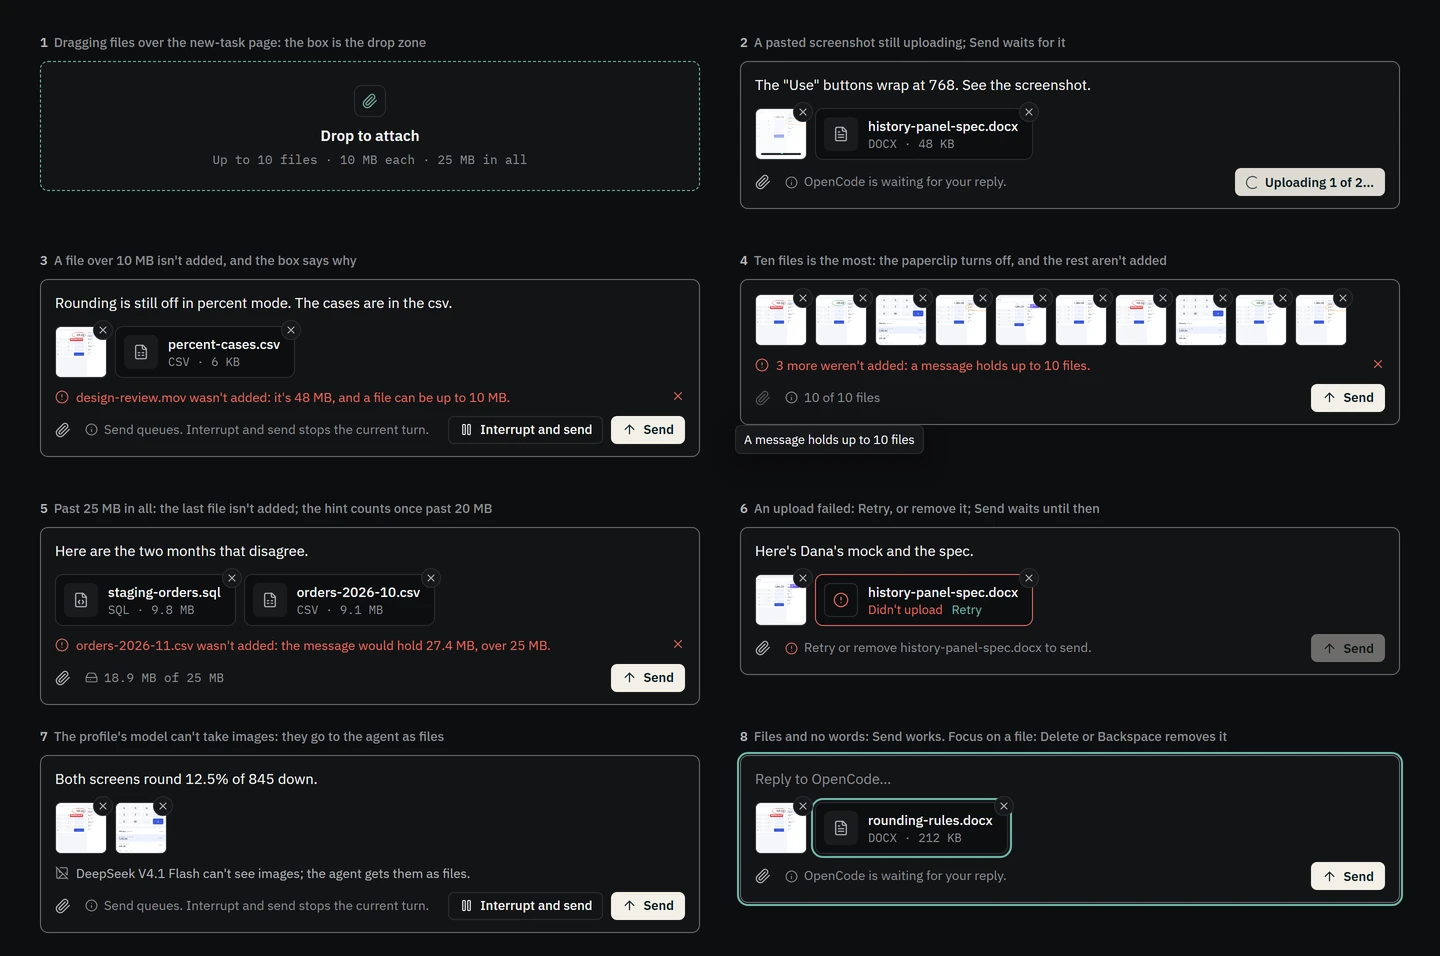 1 Dragging files over the new-task page: the box is the drop zone
Drop to attach
Up to 10 files · 10 MB each · 25 MB in all
2 A pasted screenshot still uploading; Send waits for it
The "Use" buttons wrap at 768. See the screenshot.
history-panel-spec.docx
DOCX · 48 KB
OpenCode is waiting for your reply.
Uploading 1 of 2...
3 A file over 10 MB isn't added, and the box says why
Rounding is still off in percent mode. The cases are in the csv.
percent-cases.csv
CSV · 6 KB
design-review.mov wasn't added: it's 48 MB, and a file can be up to 10 MB.
Send queues. Interrupt and send stops the current turn.
Interrupt and send
Send
4 Ten files is the most: the paperclip turns off, and the rest aren't added
3 more weren't added: a message holds up to 10 files.
10 of 10 files
Send
A message holds up to 10 files
5 Past 25 MB in all: the last file isn't added; the hint counts once past 20 MB
Here are the two months that disagree.
staging-orders.sql
SQL · 9.8 MB
orders-2026-10.csv
CSV · 9.1 MB
orders-2026-11.csv wasn't added: the message would hold 27.4 MB, over 25 MB.
18.9 MB of 25 MB
Send
6 An upload failed: Retry, or remove it; Send waits until then
Here's Dana's mock and the spec.
history-panel-spec.docx
Didn't upload Retry
Retry or remove history-panel-spec.docx to send.
Send
7 The profile's model can't take images: they go to the agent as files
Both screens round 12.5% of 845 down.
DeepSeek V4.1 Flash can't see images; the agent gets them as files.
Send queues. Interrupt and send stops the current turn.
Interrupt and send
Send
8 Files and no words: Send works. Focus on a file: Delete or Backspace removes it
Reply to OpenCode...
rounding-rules.docx
DOCX · 212 KB
OpenCode is waiting for your reply.
Send